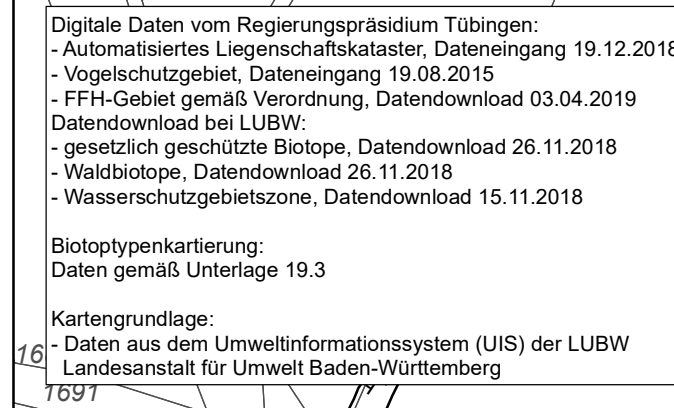 Digitale Daten vom Regierungspräsidium Tübingen:
- Automatisiertes Liegenschaftskataster, Dateneingang 19.12.2018
- Vogelschutzgebiet, Dateneingang 19.08.2015
- FFH-Gebiet gemäß Verordnung, Datendownload 03.04.2019
Datendownload bei LUBW:
- gesetzlich geschützte Biotope, Datendownload 26.11.2018
- Waldbiotope, Datendownload 26.11.2018
- Wasserschutzgebietszone, Datendownload 15.11.2018
Biotoptypenkartierung:
Daten gemäß Unterlage 19.3
Kartengrundlage:
- Daten aus dem Umweltinformationssystem (UIS) der LUBW
Landesanstalt für Umwelt Baden-Württemberg
1691